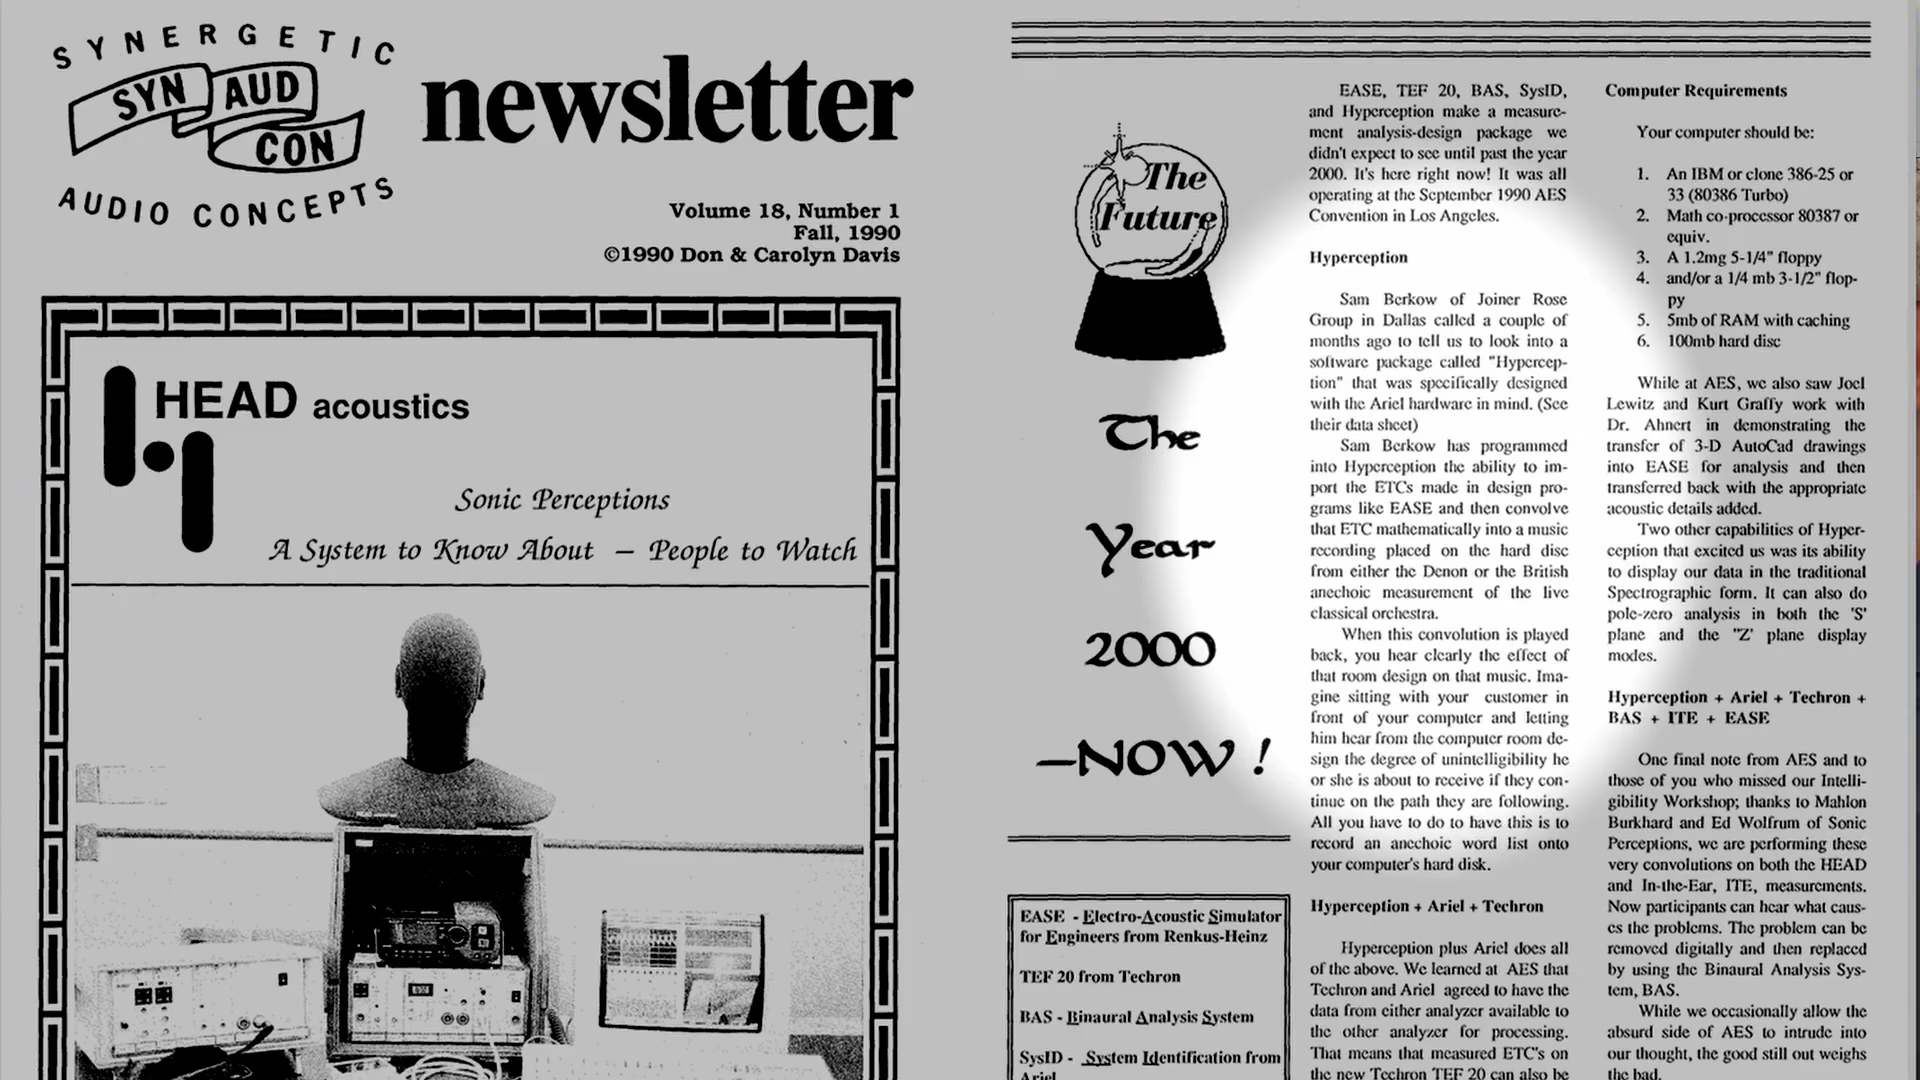 SYNERGETIC
SYN AUD
CON
AUDIO CONCEPTS
newsletter
Volume 18, Number 1
Fall, 1990
©1990 Don & Carolyn Davis
HEAD acoustics
Sonic Perceptions
A System to Know About – People to Watch
The
Future
The
Year
2000
–NOW!
EASE - Electro-Acoustic Simulator
for Engineers from Renkus-Heinz
TEF 20 from Techron
BAS - Binaural Analysis System
SysID - System Identification from
Ariel
EASE, TEF 20, BAS, SysID,
and Hyperception make a measure-
ment analysis-design package we
didn't expect to see until past the year
2000. It's here right now! It was all
operating at the September 1990 AES
Convention in Los Angeles.
Hyperception
Sam Berkow of Joiner Rose
Group in Dallas called a couple of
months ago to tell us to look into a
software package called "Hypercep-
tion" that was specifically designed
with the Ariel hardware in mind. (See
their data sheet)
Sam Berkow has programmed
into Hyperception the ability to im-
port the ETCs made in design pro-
grams like EASE and then convolve
that ETC mathematically into a music
recording placed on the hard disc
from either the Denon or the British
anechoic measurement of the live
classical orchestra.
When this convolution is played
back, you hear clearly the effect of
that room design on that music. Ima-
gine sitting with your customer in
front of your computer and letting
him hear from the computer room de-
sign the degree of unintelligibility he
or she is about to receive if they con-
tinue on the path they are following.
All you have to do to have this is to
record an anechoic word list onto
your computer's hard disk.
Hyperception + Ariel + Techron
Hyperception plus Ariel does all
of the above. We learned at AES that
Techron and Ariel agreed to have the
data from either analyzer available to
the other analyzer for processing.
That means that measured ETC's on
the new Techron TEF 20 can also be
Computer Requirements
Your computer should be:
1. An IBM or clone 386-25 or
33 (80386 Turbo)
2. Math co-processor 80387 or
equiv.
3. A 1.2mg 5-1/4" floppy
4. and/or a 1/4 mb 3-1/2" flop-
py
5. 5mb of RAM with caching
6. 100mb hard disc
While at AES, we also saw Joel
Lewitz and Kurt Graffy work with
Dr. Ahnert in demonstrating the
transfer of 3-D AutoCad drawings
into EASE for analysis and then
transferred back with the appropriate
acoustic details added.
Two other capabilities of Hyper-
ception that excited us was its ability
to display our data in the traditional
Spectrographic form. It can also do
pole-zero analysis in both the 'S'
plane and the "Z' plane display
modes.
Hyperception + Ariel + Techron +
BAS + ITE + EASE
One final note from AES and to
those of you who missed our Intelli-
gibility Workshop; thanks to Mahlon
Burkhard and Ed Wolfrum of Sonic
Perceptions, we are performing these
very convolutions on both the HEAD
and In-the-Ear, ITE, measurements.
Now participants can hear what caus-
es the problems. The problem can be
removed digitally and then replaced
by using the Binaural Analysis Sys-
tem, BAS.
While we occasionally allow the
absurd side of AES to intrude into
our thought, the good still out weighs
the bad.